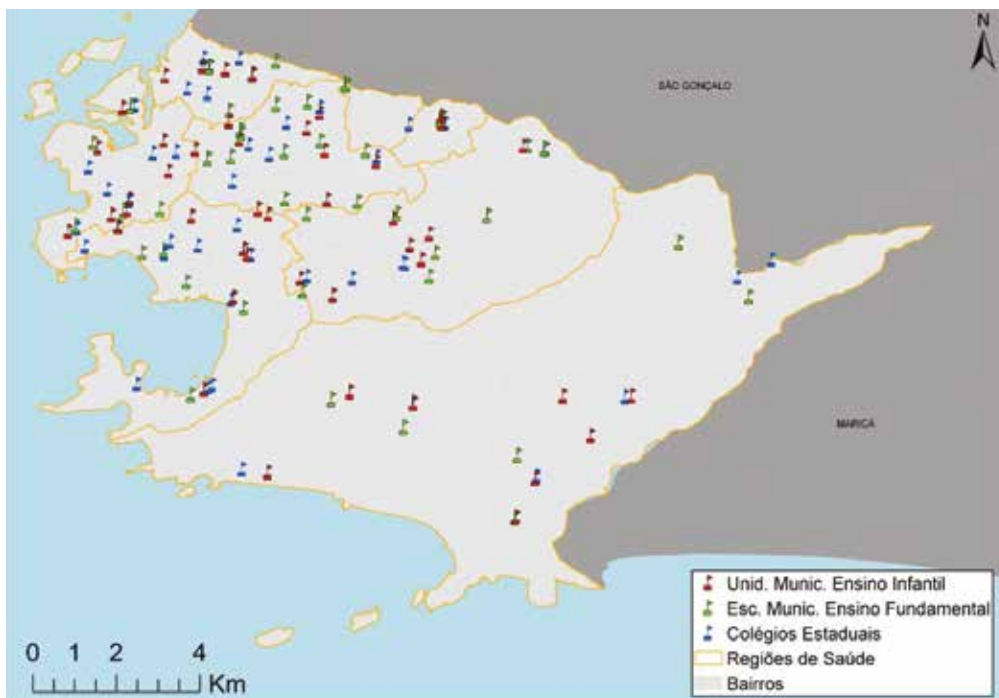 N
SÃO GONÇALO
MARICÁ
Unid. Munic. Ensino Infantil
Esc. Munic. Ensino Fundamental
Colégios Estaduais
Regiões de Saúde
Bairros
0 1 2 4
Km